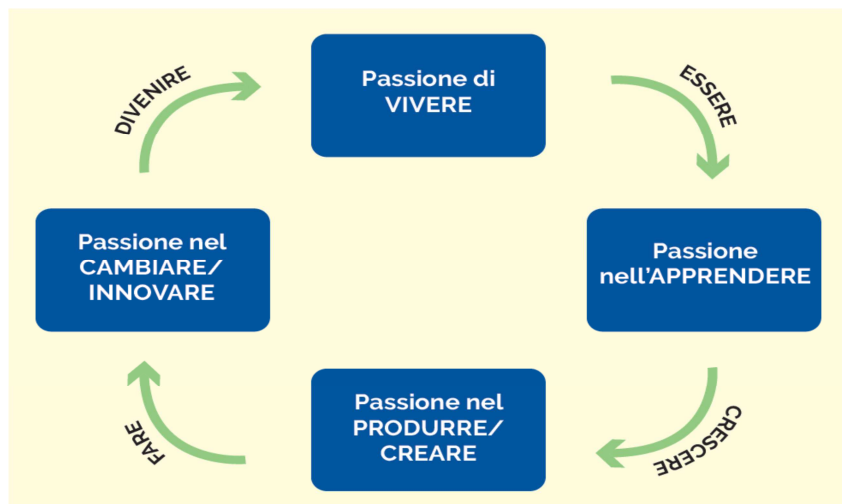 Passione di
VIVERE
ESSERE
Passione
nell'APPRENDERE
CRESCERE
Passione nel
PRODURRE/
CREARE
FARE
Passione nel
CAMBIARE/
INNOVARE
DIVENIRE